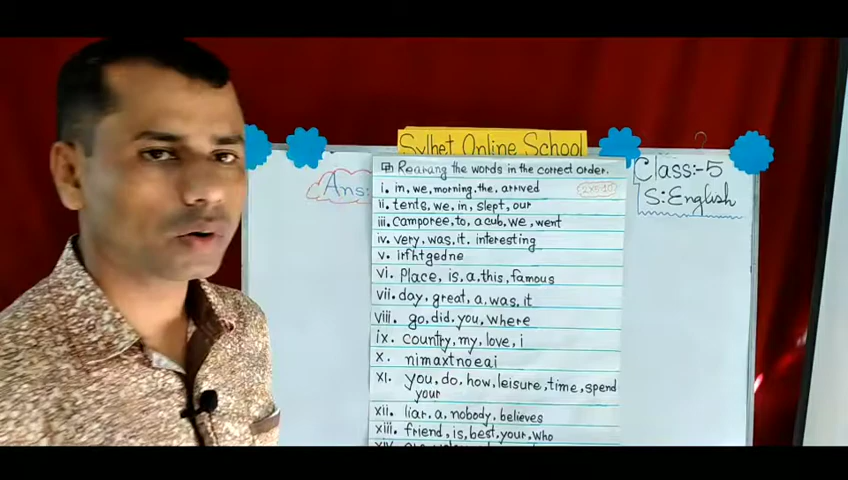 Sylhet Online School
Class:-5
S:English
Ans:
Rearrang the words in the correct order.
i. in, we, morning, the, arrived
ii. tents, we, in, slept, our
iii. camporee, to, a cub, we, went
iv. very, was, it, interesting
v. irfhtgedne
vi. Place, is, a, this, famous
vii. day, great, a, was, it
viii. go, did, you, where
ix. country, my, love, i
x. nimaxtnoeai
xi. you, do, how, leisure, time, spend
your
xii. liar, a, nobody, believes
xiii. friend, is, best, your, who